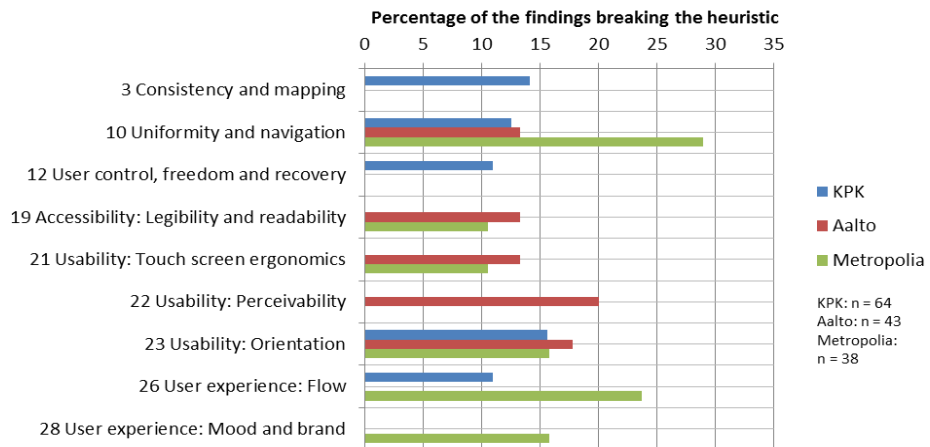 Percentage of the findings breaking the heuristic
0 5 10 15 20 25 30 35
3 Consistency and mapping
10 Uniformity and navigation
12 User control, freedom and recovery
19 Accessibility: Legibility and readability
21 Usability: Touch screen ergonomics
22 Usability: Perceivability
23 Usability: Orientation
26 User experience: Flow
28 User experience: Mood and brand
KPK
Aalto
Metropolia
KPK: n = 64
Aalto: n = 43
Metropolia:
n = 38